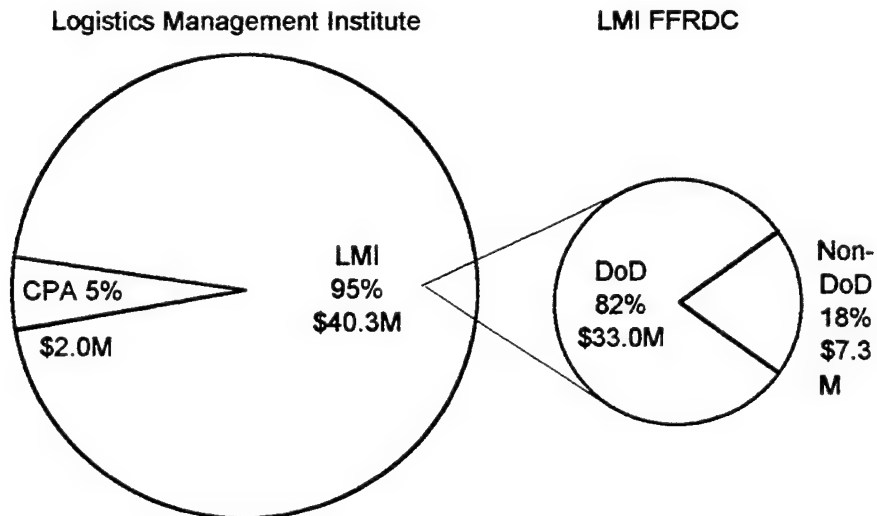 Logistics Management Institute
LMI FFRDC
CPA 5%
$2.0M
LMI
95%
$40.3M
DoD
82%
$33.0M
Non-
DoD
18%
$7.3
M